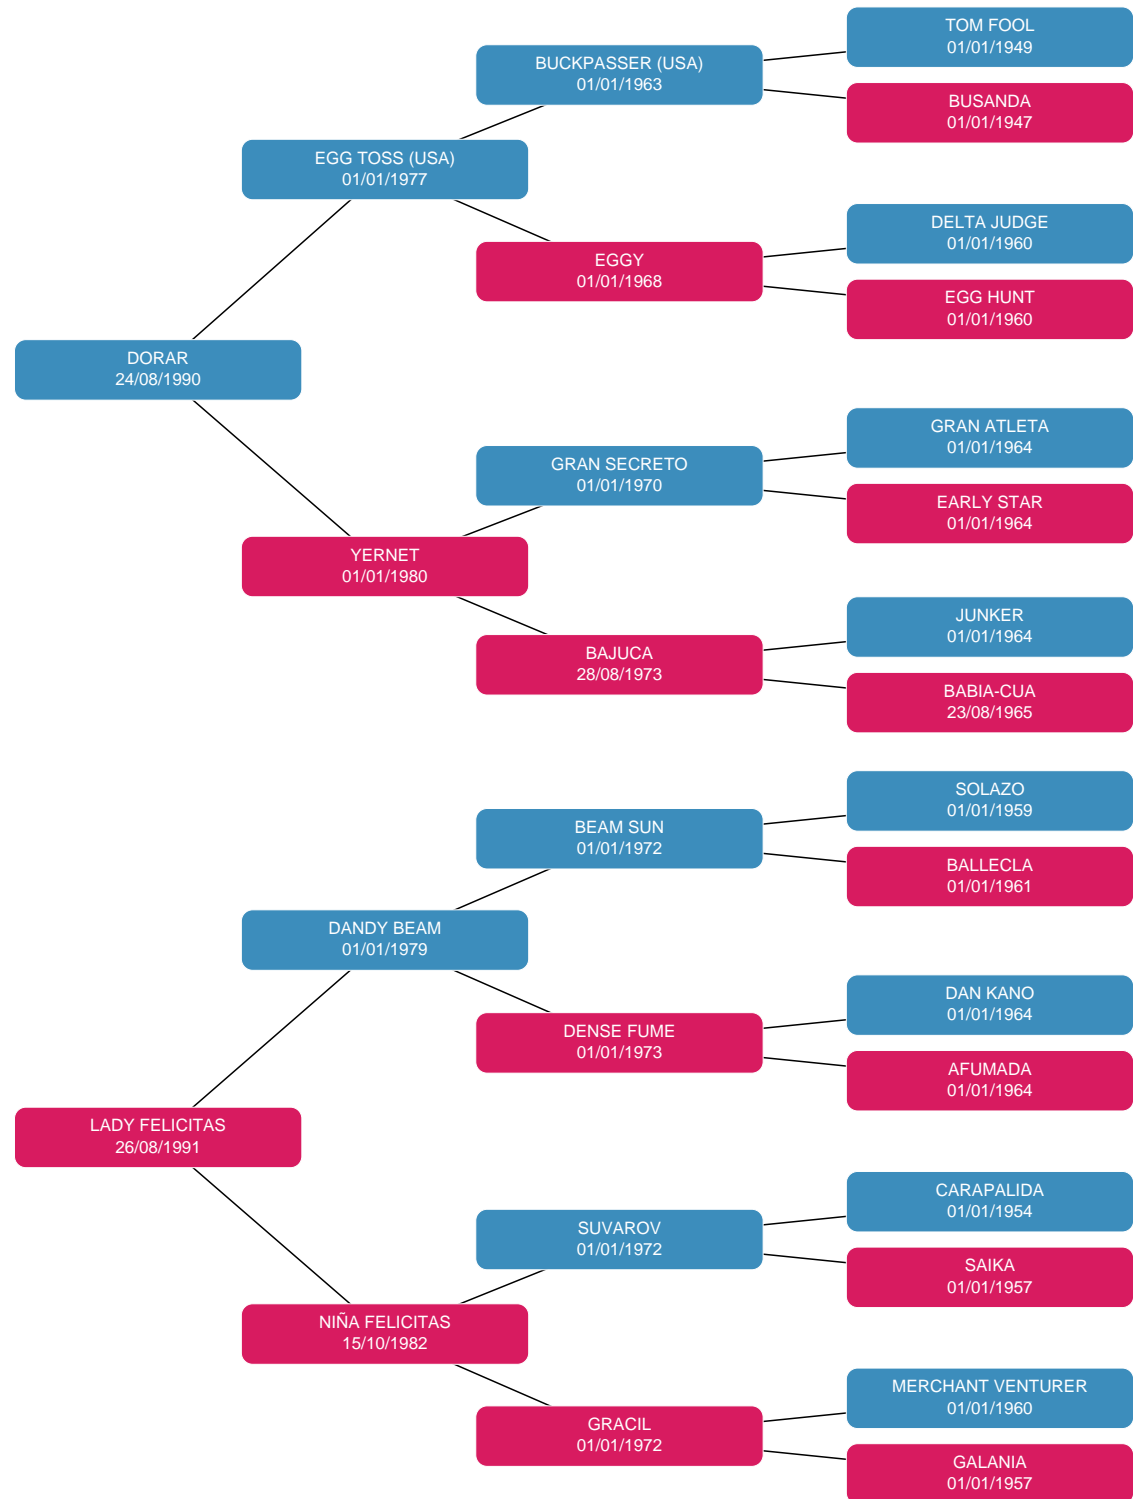 TOM FOOL
01/01/1949
BUCKPASSER (USA)
01/01/1963
BUSANDA
01/01/1947
EGG TOSS (USA)
01/01/1977
DELTA JUDGE
01/01/1960
EGGY
01/01/1968
EGG HUNT
01/01/1960
DORAR
24/08/1990
GRAN ATLETA
01/01/1964
GRAN SECRETO
01/01/1970
EARLY STAR
01/01/1964
YERNET
01/01/1980
JUNKER
01/01/1964
BAJUCA
28/08/1973
BABIA-CUA
23/08/1965
SOLAZO
01/01/1959
BEAM SUN
01/01/1972
BALLECLA
01/01/1961
DANDY BEAM
01/01/1979
DAN KANO
01/01/1964
DENSE FUME
01/01/1973
AFUMADA
01/01/1964
LADY FELICITAS
26/08/1991
CARAPALIDA
01/01/1954
SUVAROV
01/01/1972
SAIKA
01/01/1957
NIÑA FELICITAS
15/10/1982
MERCHANT VENTURER
01/01/1960
GRACIL
01/01/1972
GALANIA
01/01/1957